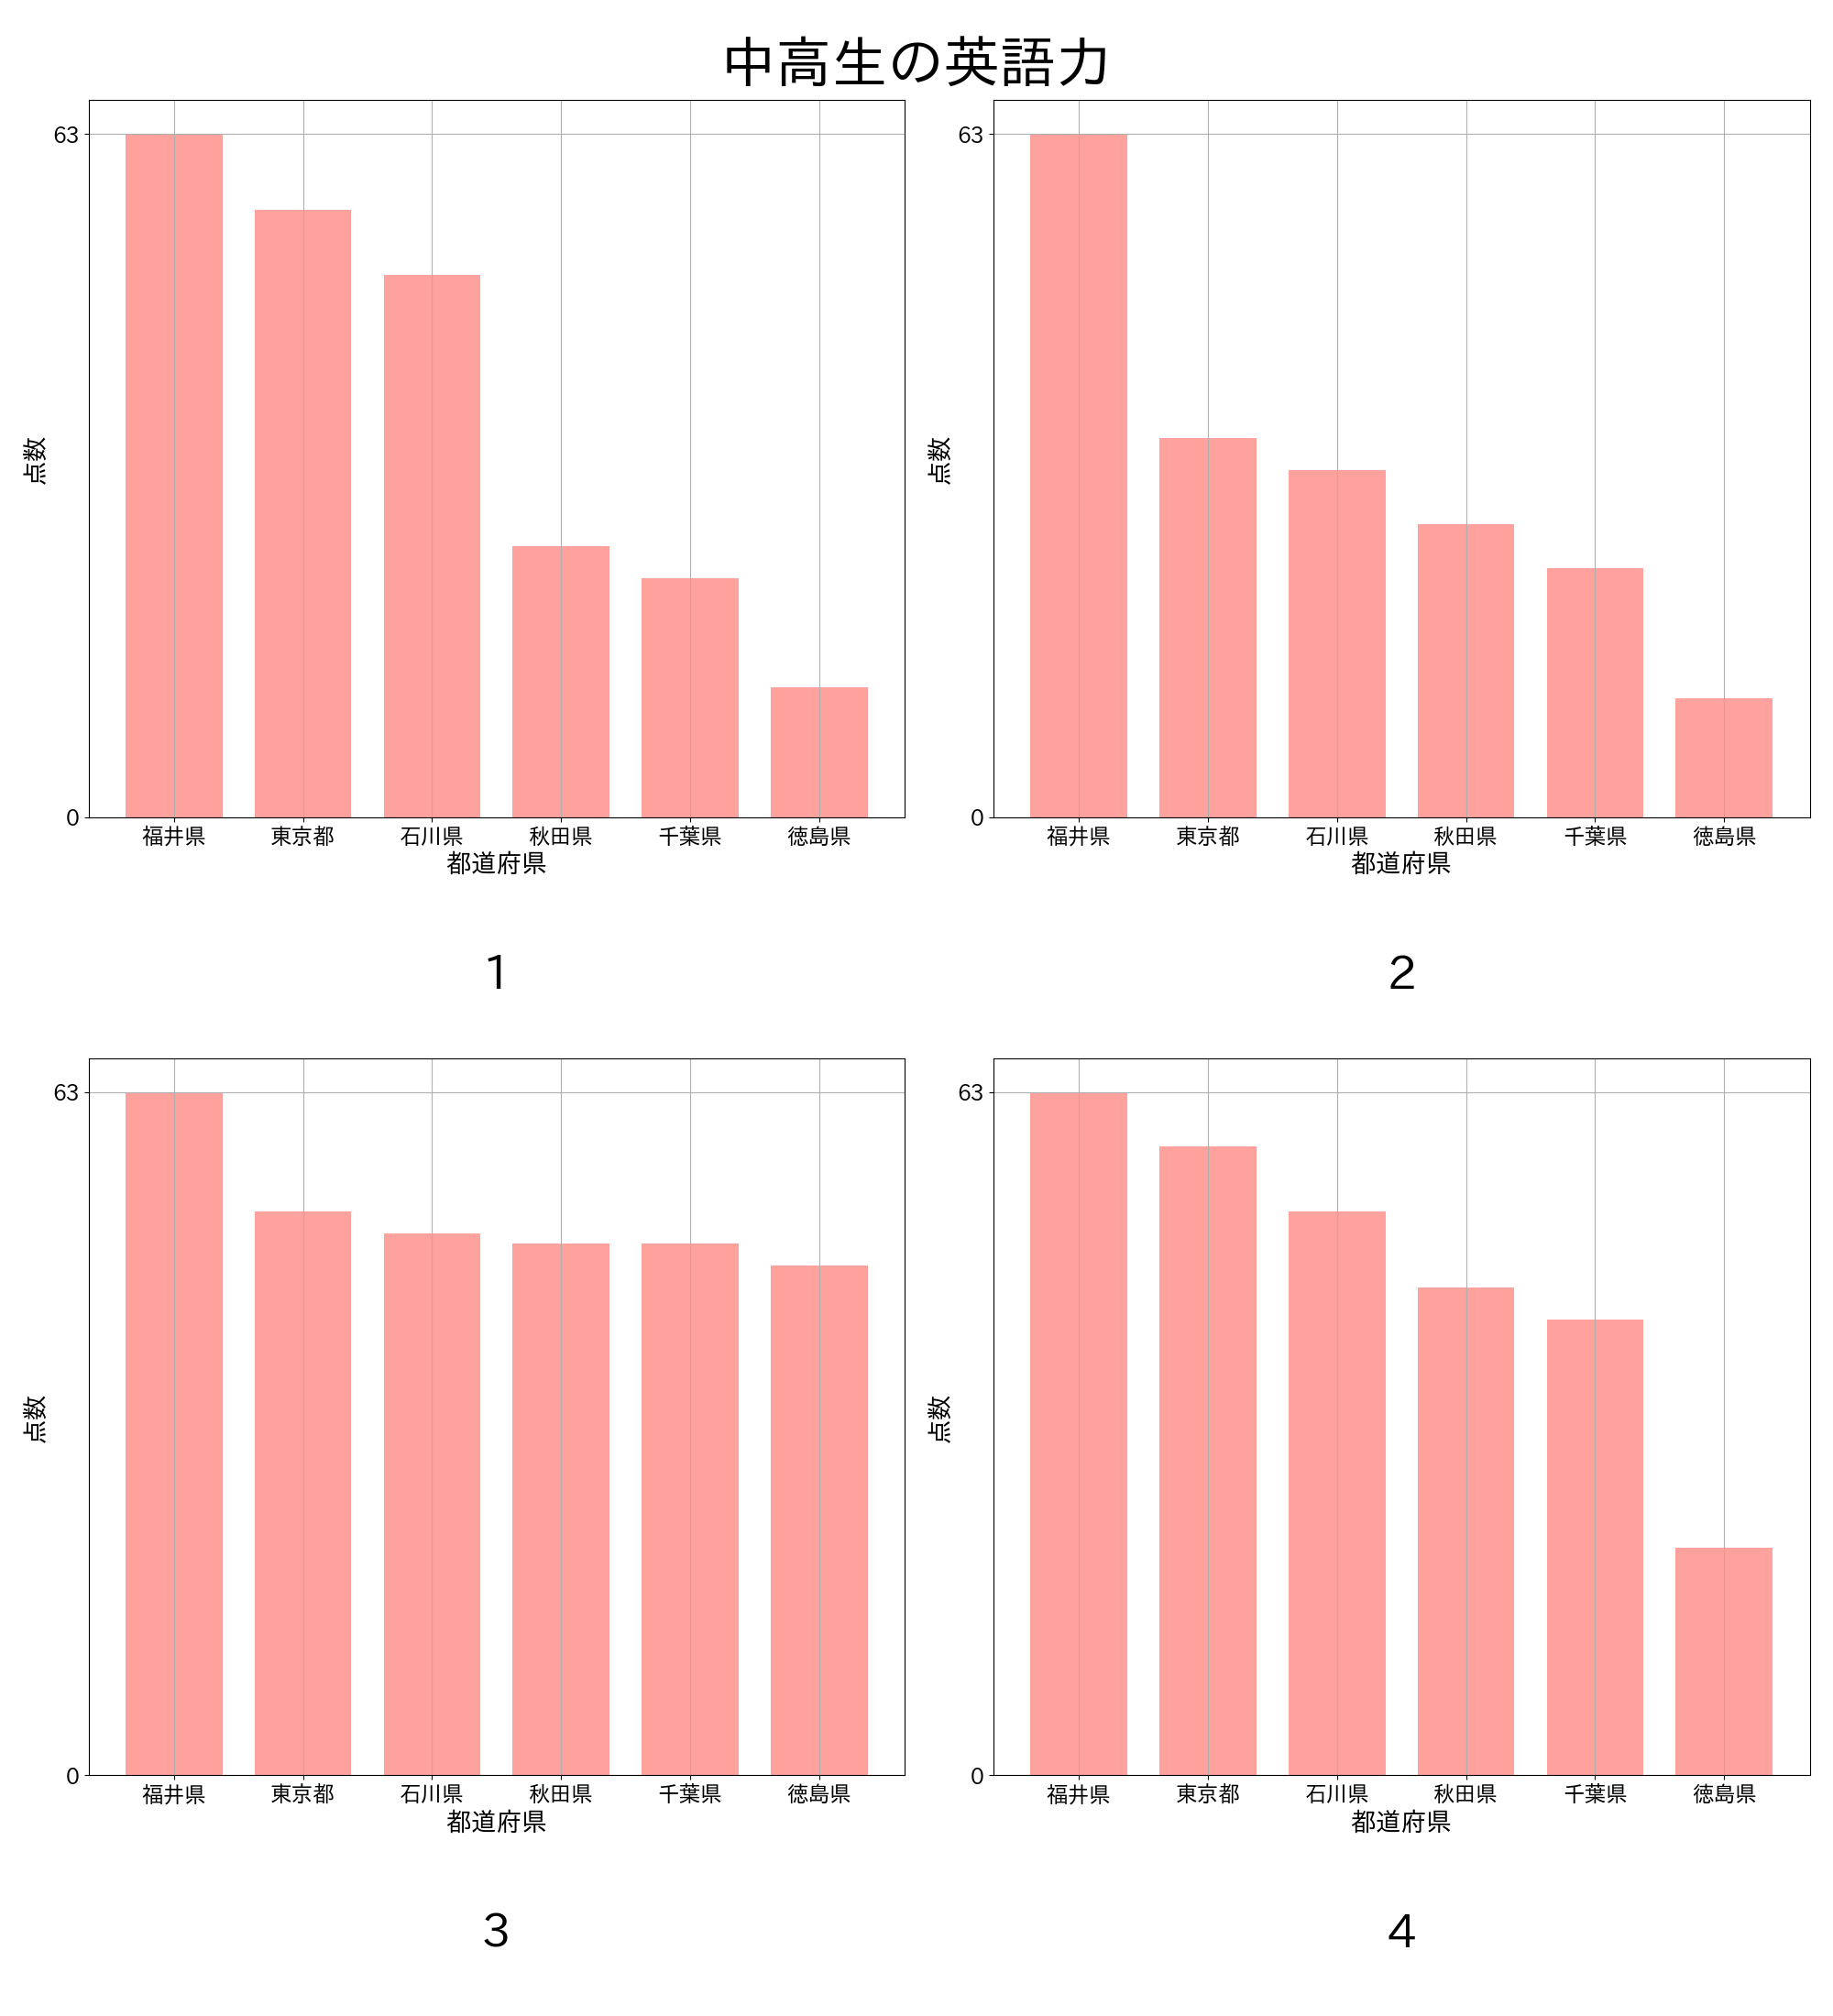 中高生の英語力
63
0
点数
福井県 東京都 石川県 秋田県 千葉県 徳島県
都道府県
1
63
0
点数
福井県 東京都 石川県 秋田県 千葉県 徳島県
都道府県
2
63
0
点数
福井県 東京都 石川県 秋田県 千葉県 徳島県
都道府県
3
63
0
点数
福井県 東京都 石川県 秋田県 千葉県 徳島県
都道府県
4